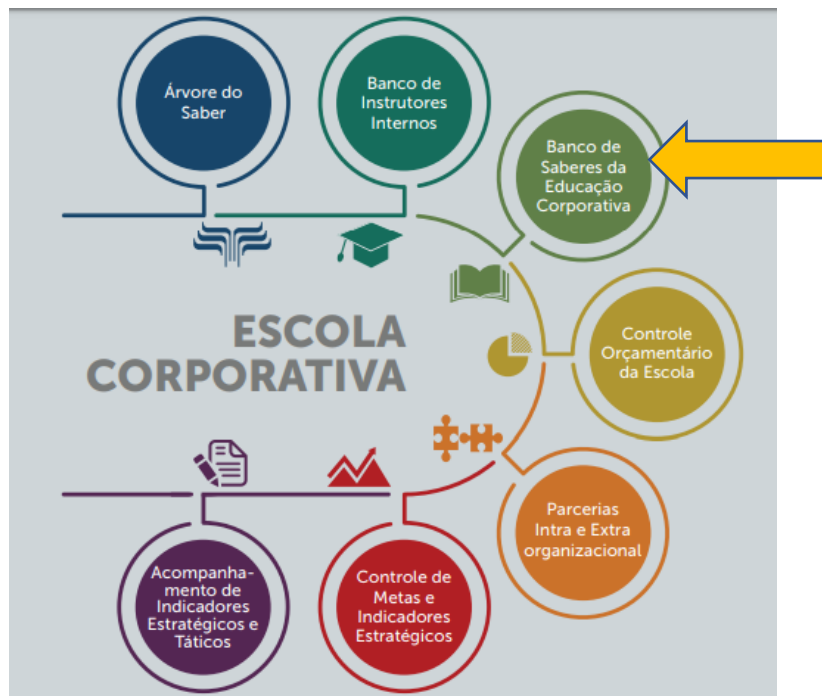 Árvore do
Saber
Banco de
Instrutores
Internos
Banco de
Saberes da
Educação
Corporativa
Controle
Orçamentário
da Escola
ESCOLA
CORPORATIVA
Parcerias
Intra e Extra
organizacional
Controle de
Metas e
Indicadores
Estratégicos
Acompanha-
mento de
Indicadores
Estratégicos e
Táticos